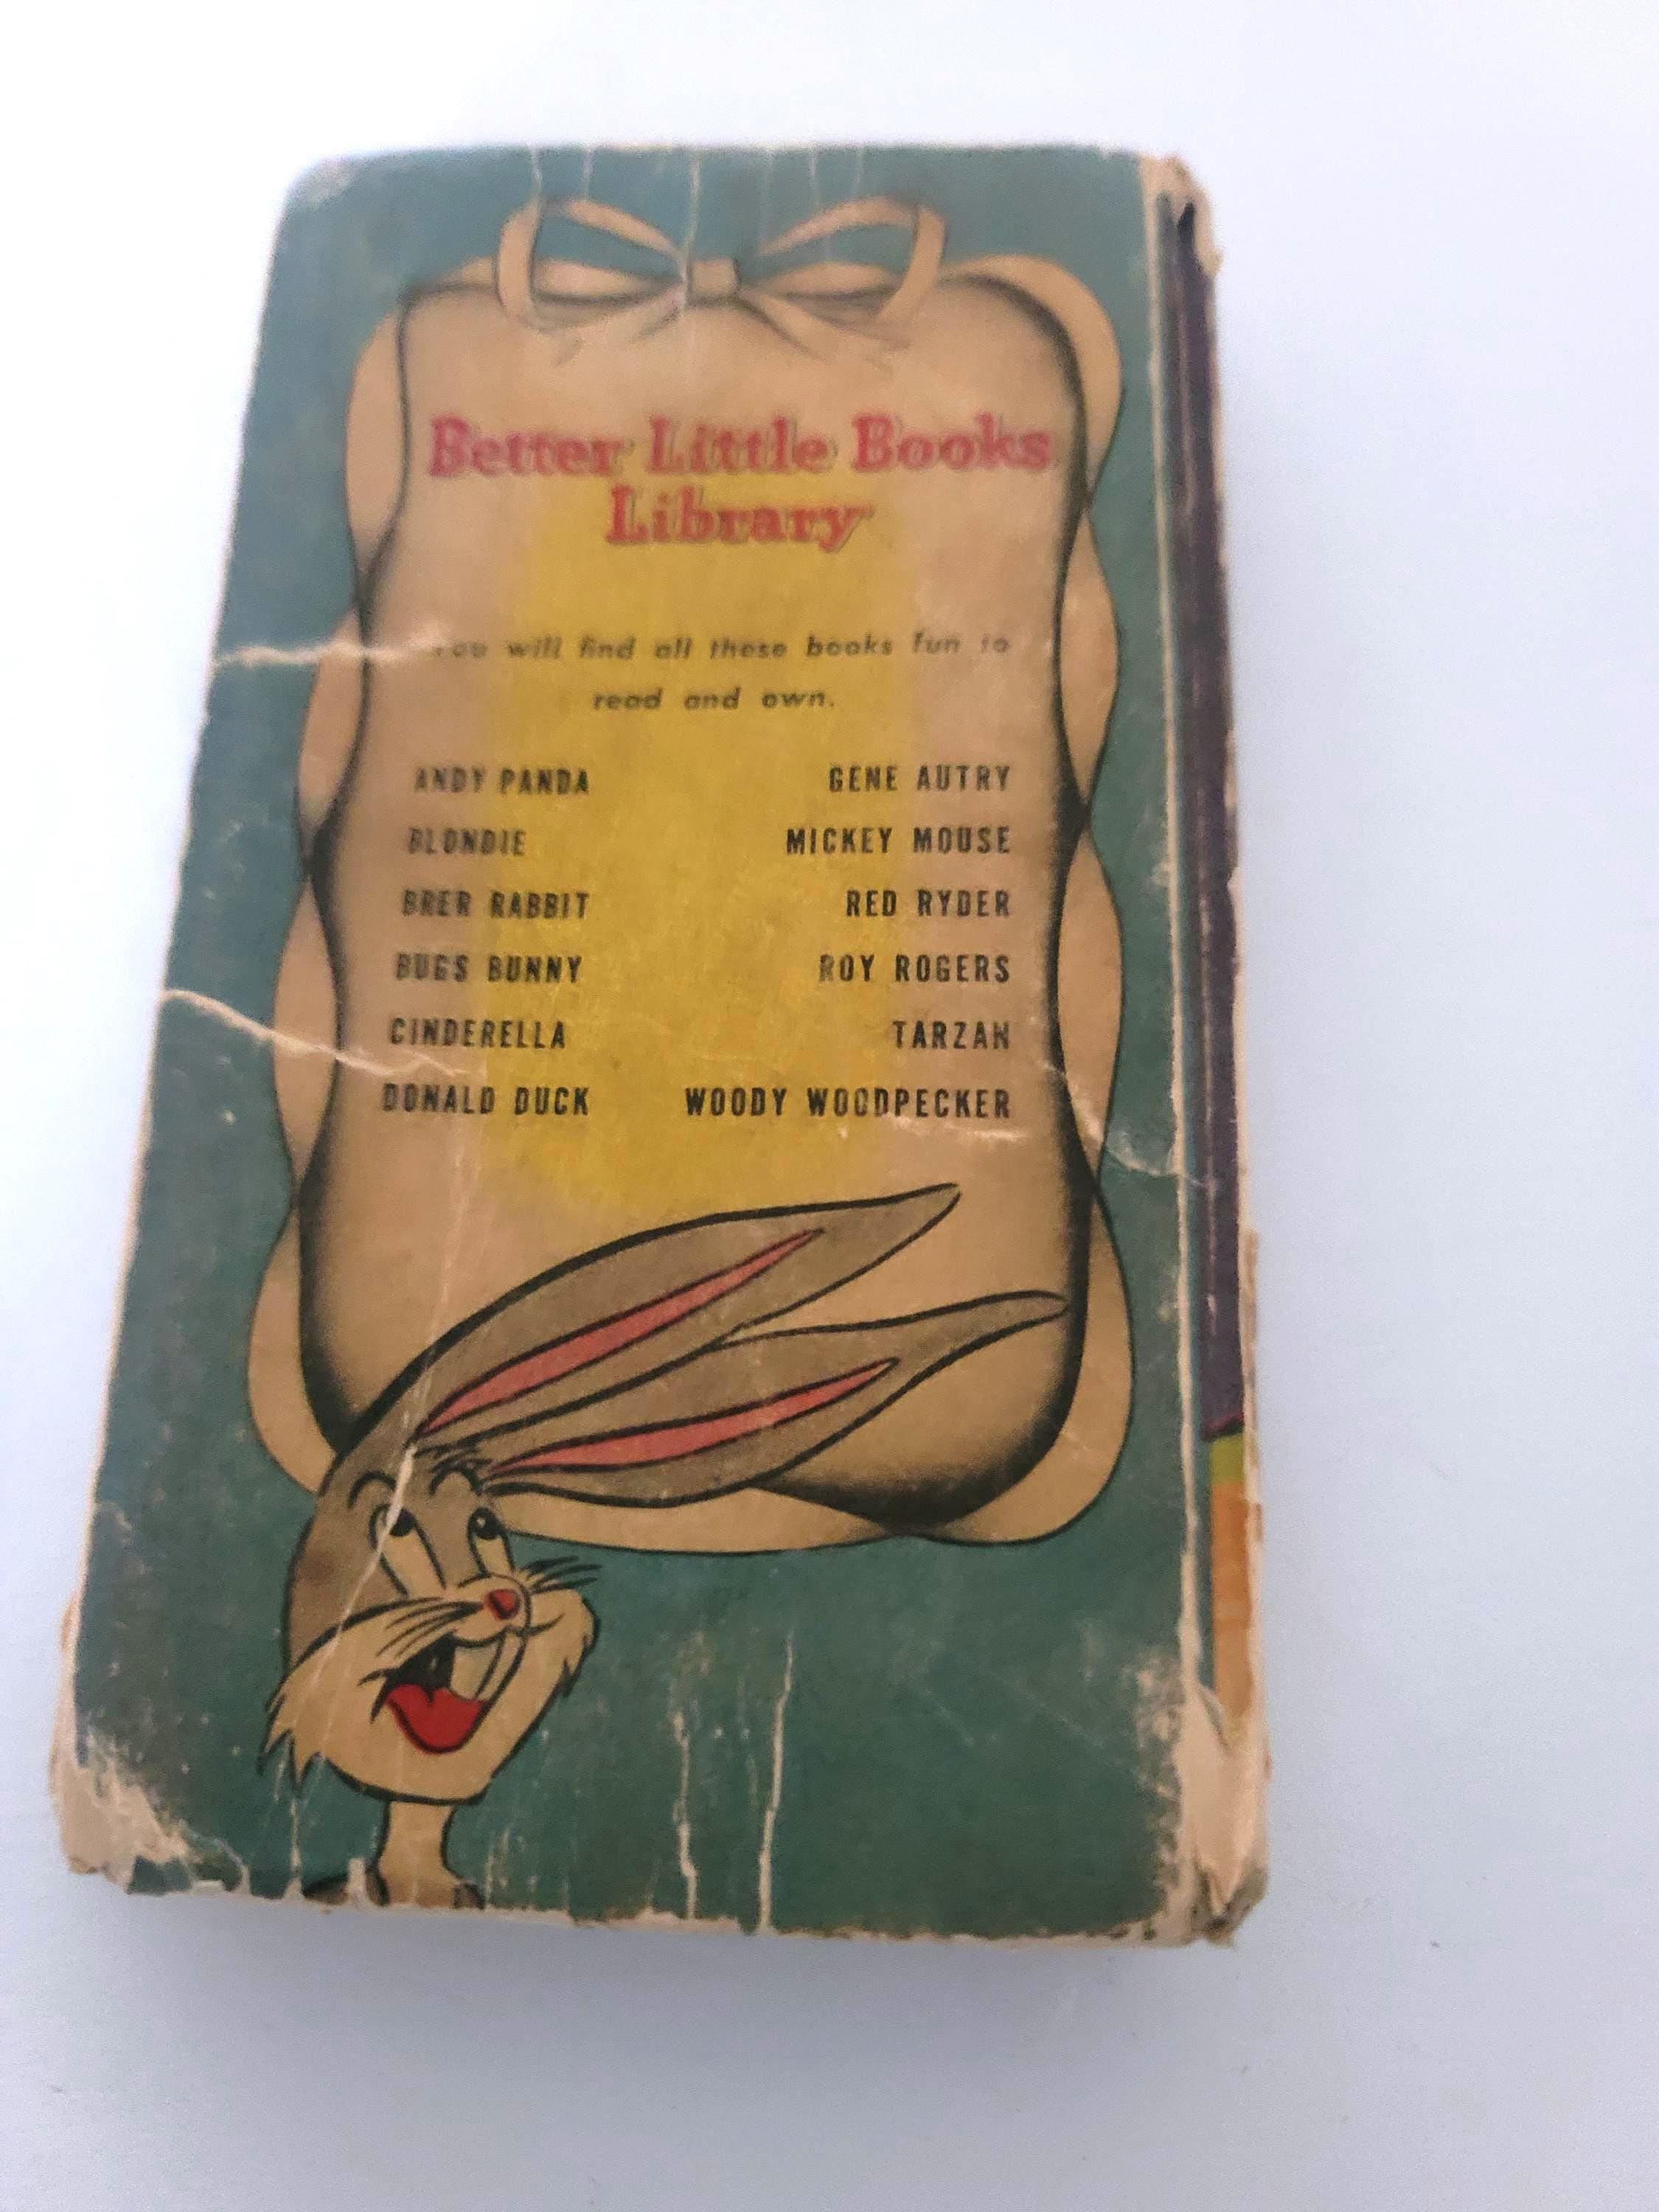 Better Little Books
Library
You will find all these books fun to
read and own.
ANDY PANDA
BLONDIE
BRER RABBIT
BUGS BUNNY
CINDERELLA
DONALD DUCK
GENE AUTRY
MICKEY MOUSE
RED RYDER
ROY ROGERS
TARZAN
WOODY WOODPECKER